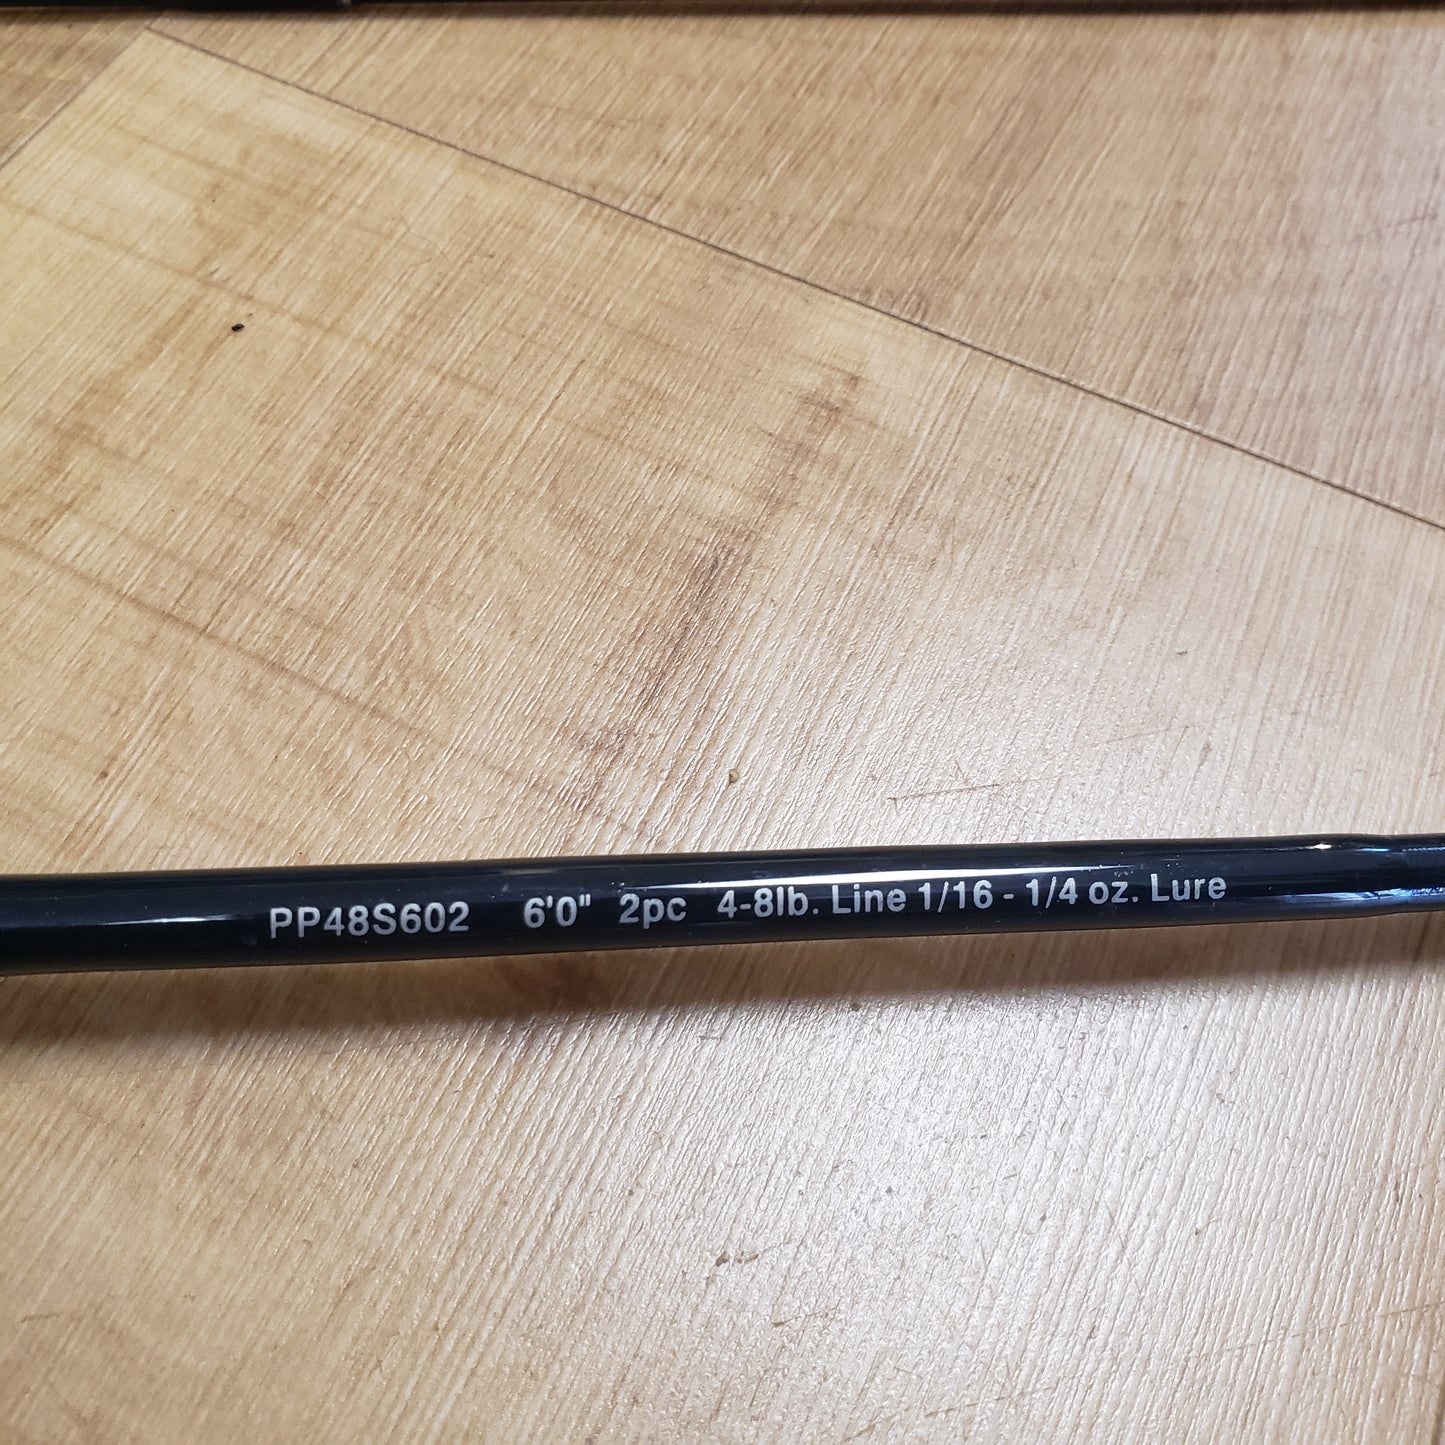 PP48S602 6'0" 2pc 4-8lb. Line 1/16 - 1/4 oz. Lure